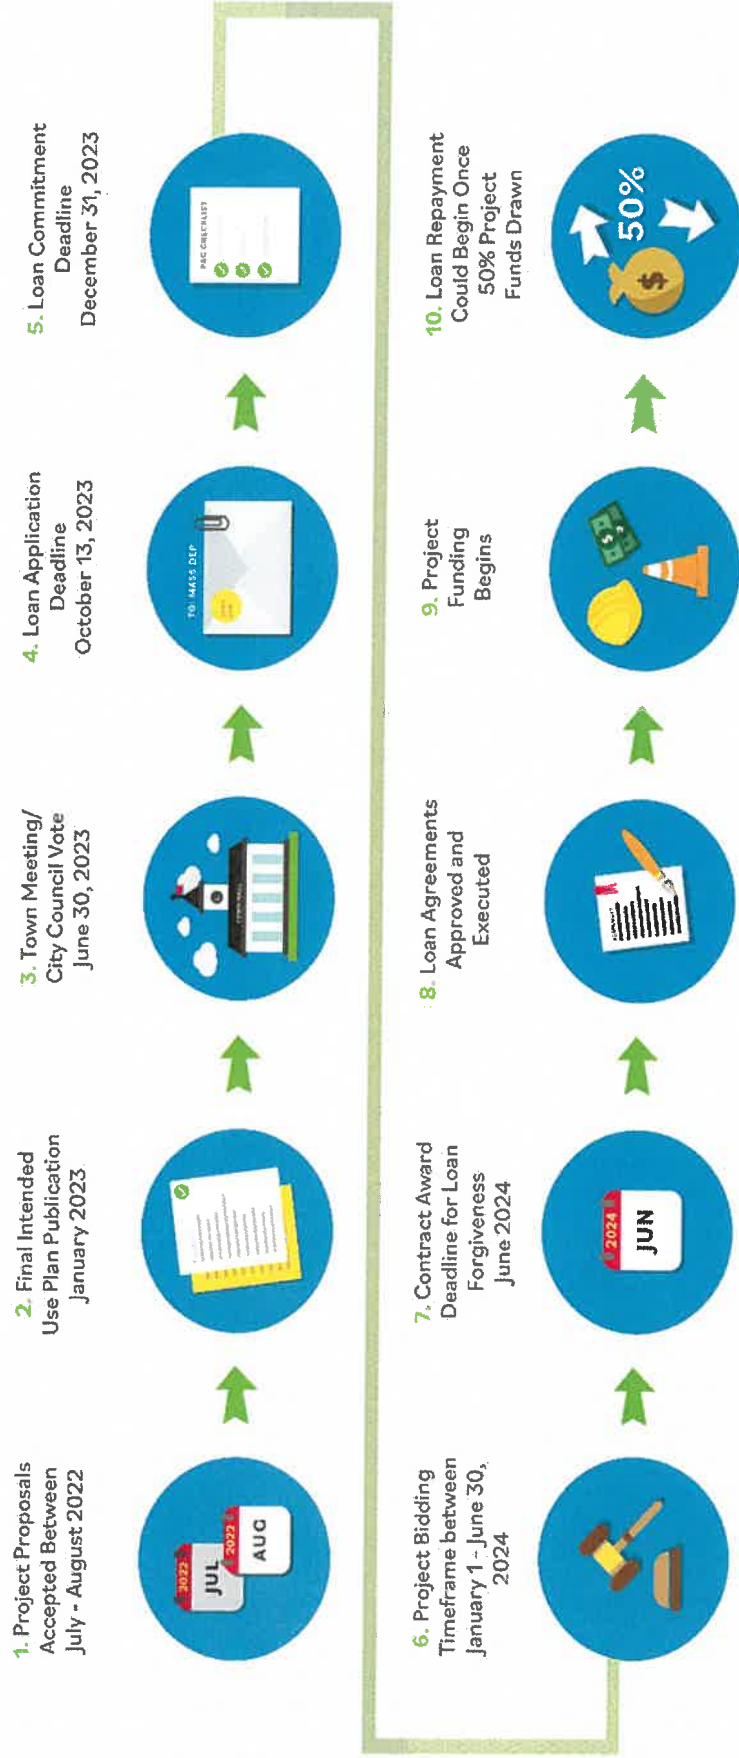 1. Project Proposals
Accepted Between
July - August 2022
2022
JUL
2022
AUG
2. Final Intended
Use Plan Publication
January 2023
3. Town Meeting/
City Council Vote
June 30, 2023
TOWN HALL
4. Loan Application
Deadline
October 13, 2023
TO: MASS DEP
5. Loan Commitment
Deadline
December 31, 2023
P&C CHECKLIST
6. Project Bidding
Timeframe between
January 1 - June 30,
2024
7. Contract Award
Deadline for Loan
Forgiveness
June 2024
2024
JUN
8. Loan Agreements
Approved and
Executed
9. Project
Funding
Begins
$
10. Loan Repayment
Could Begin Once
50% Project
Funds Drawn
$
50%